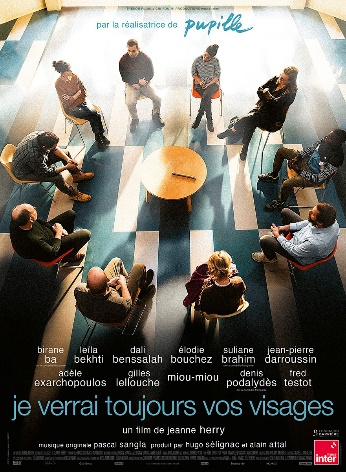 par la réalisatrice de pupille
birane ba
leïla bekhti
dali benssalah
élodie bouchez
suliane brahim
jean-pierre darroussin
adèle exarchopoulos
gilles lellouche
miou-miou
denis podalydès
fred testot
je verrai toujours vos visages
un film de jeanne herry
musique originale pascal sangla produit par hugo sélignac et alain attal
france inter